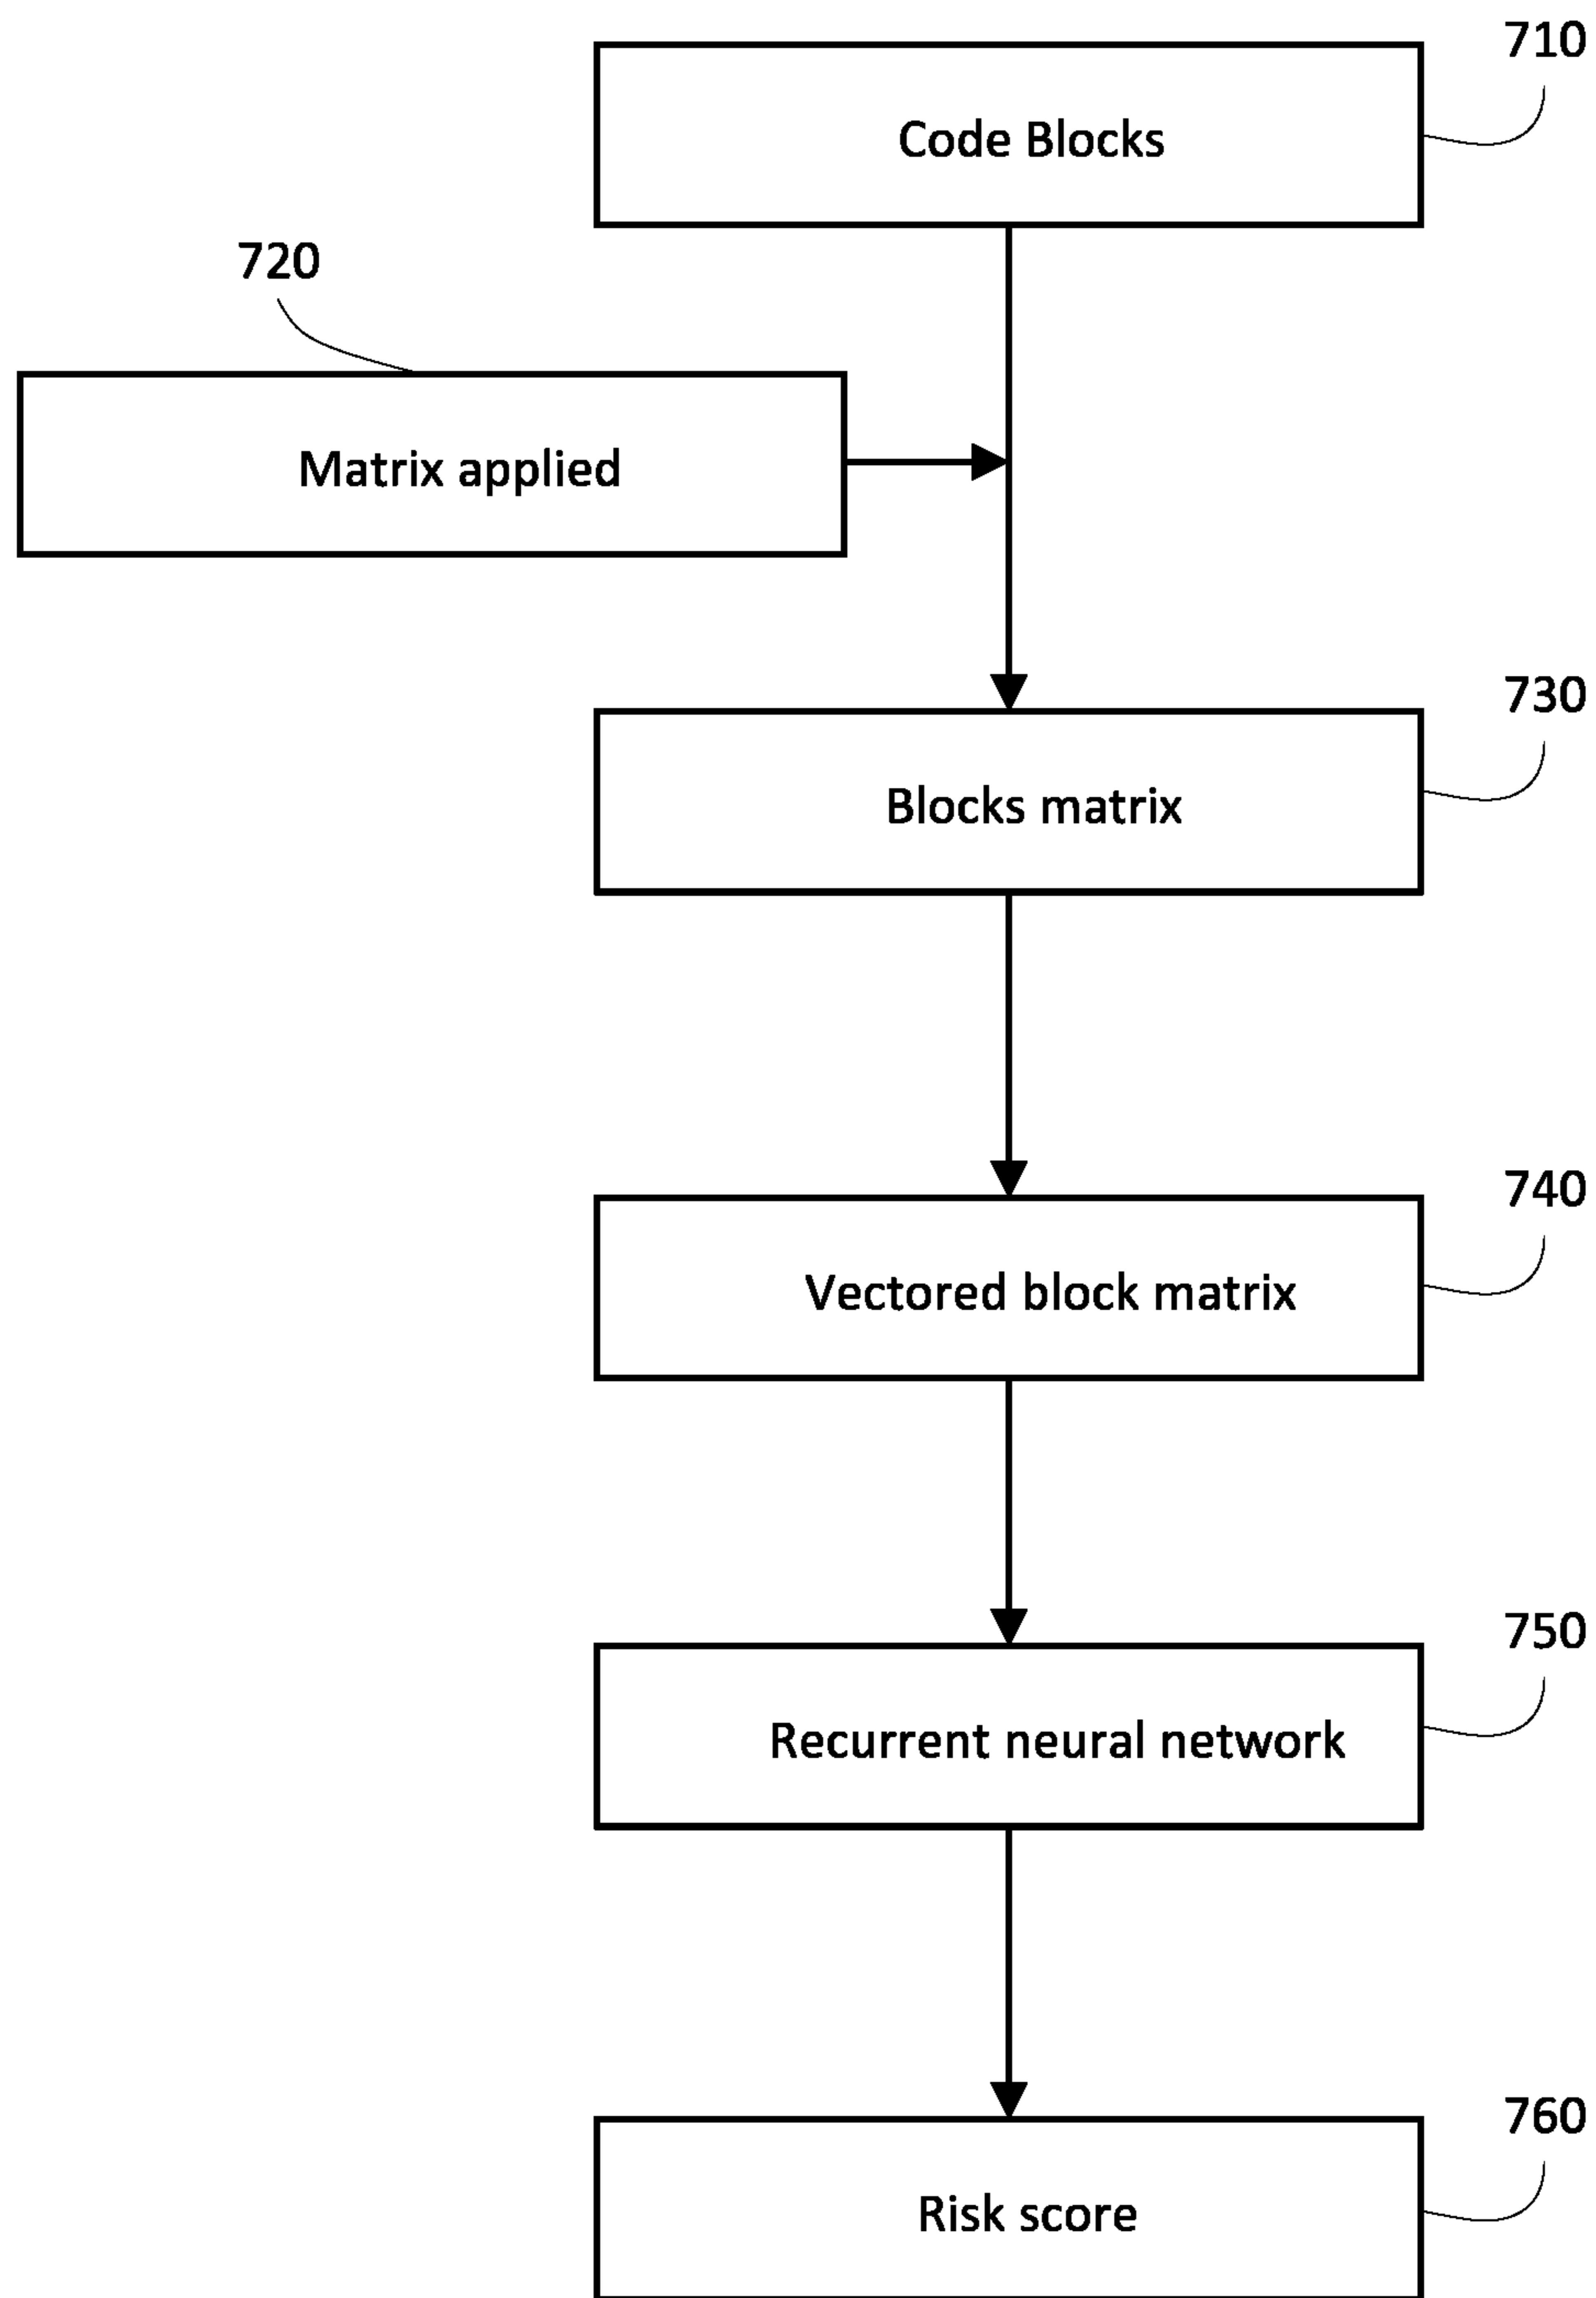 710
Code Blocks
720
Matrix applied
730
Blocks matrix
740
Vectored block matrix
750
Recurrent neural network
760
Risk score